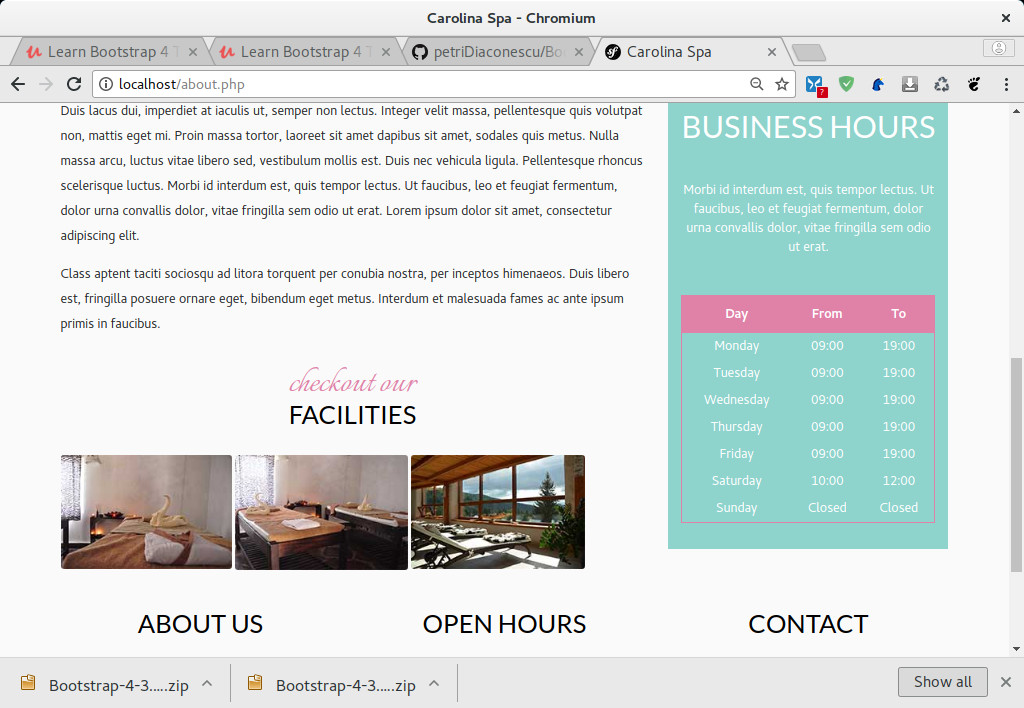 Carolina Spa - Chromium
Learn Bootstrap 4 T
Learn Bootstrap 4 T
petriDiaconescu/Bo
Carolina Spa
localhost/about.php
Duis lacus dui, imperdiet at iaculis ut, semper non lectus. Integer velit massa, pellentesque quis volutpat
non, mattis eget mi. Proin massa tortor, laoreet sit amet dapibus sit amet, sodales quis metus. Nulla
massa arcu, luctus vitae libero sed, vestibulum mollis est. Duis nec vehicula ligula. Pellentesque rhoncus
scelerisque luctus. Morbi id interdum est, quis tempor lectus. Ut faucibus, leo et feugiat fermentum,
dolor urna convallis dolor, vitae fringilla sem odio ut erat. Lorem ipsum dolor sit amet, consectetur
adipiscing elit.
Class aptent taciti sociosqu ad litora torquent per conubia nostra, per inceptos himenaeos. Duis libero
est, fringilla posuere ornare eget, bibendum eget metus. Interdum et malesuada fames ac ante ipsum
primis in faucibus.
checkout our
FACILITIES
BUSINESS HOURS
Morbi id interdum est, quis tempor lectus. Ut
faucibus, leo et feugiat fermentum, dolor
urna convallis dolor, vitae fringilla sem odio
ut erat.
Day From To
Monday 09:00 19:00
Tuesday 09:00 19:00
Wednesday 09:00 19:00
Thursday 09:00 19:00
Friday 09:00 19:00
Saturday 10:00 12:00
Sunday Closed Closed
ABOUT US
OPEN HOURS
CONTACT
Bootstrap-4-3.....zip
Bootstrap-4-3.....zip
Show all